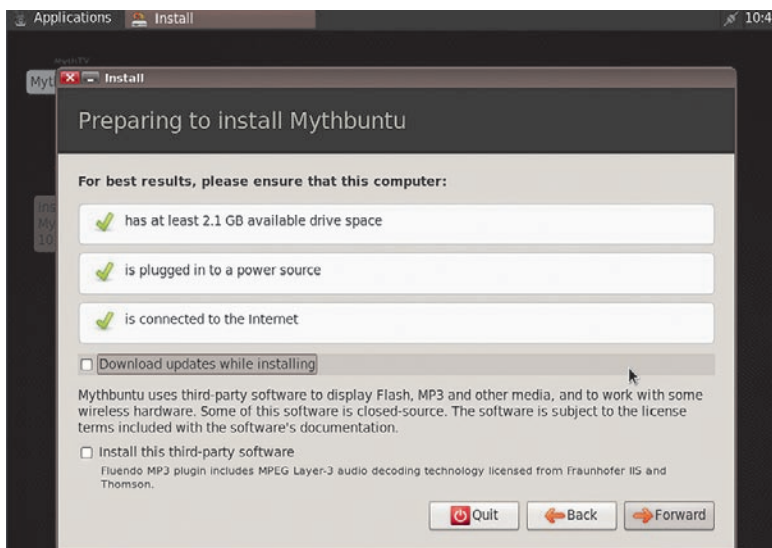 Applications Install 10:4
MythTV
Myt
Install
Preparing to install Mythbuntu
For best results, please ensure that this computer:
has at least 2.1 GB available drive space
Ins
My
10
is plugged in to a power source
is connected to the Internet
Download updates while installing
Mythbuntu uses third-party software to display Flash, MP3 and other media, and to work with some
wireless hardware. Some of this software is closed-source. The software is subject to the license
terms included with the software's documentation.
Install this third-party software
Fluendo MP3 plugin includes MPEG Layer-3 audio decoding technology licensed from Fraunhofer IIS and
Thomson.
Quit Back Forward